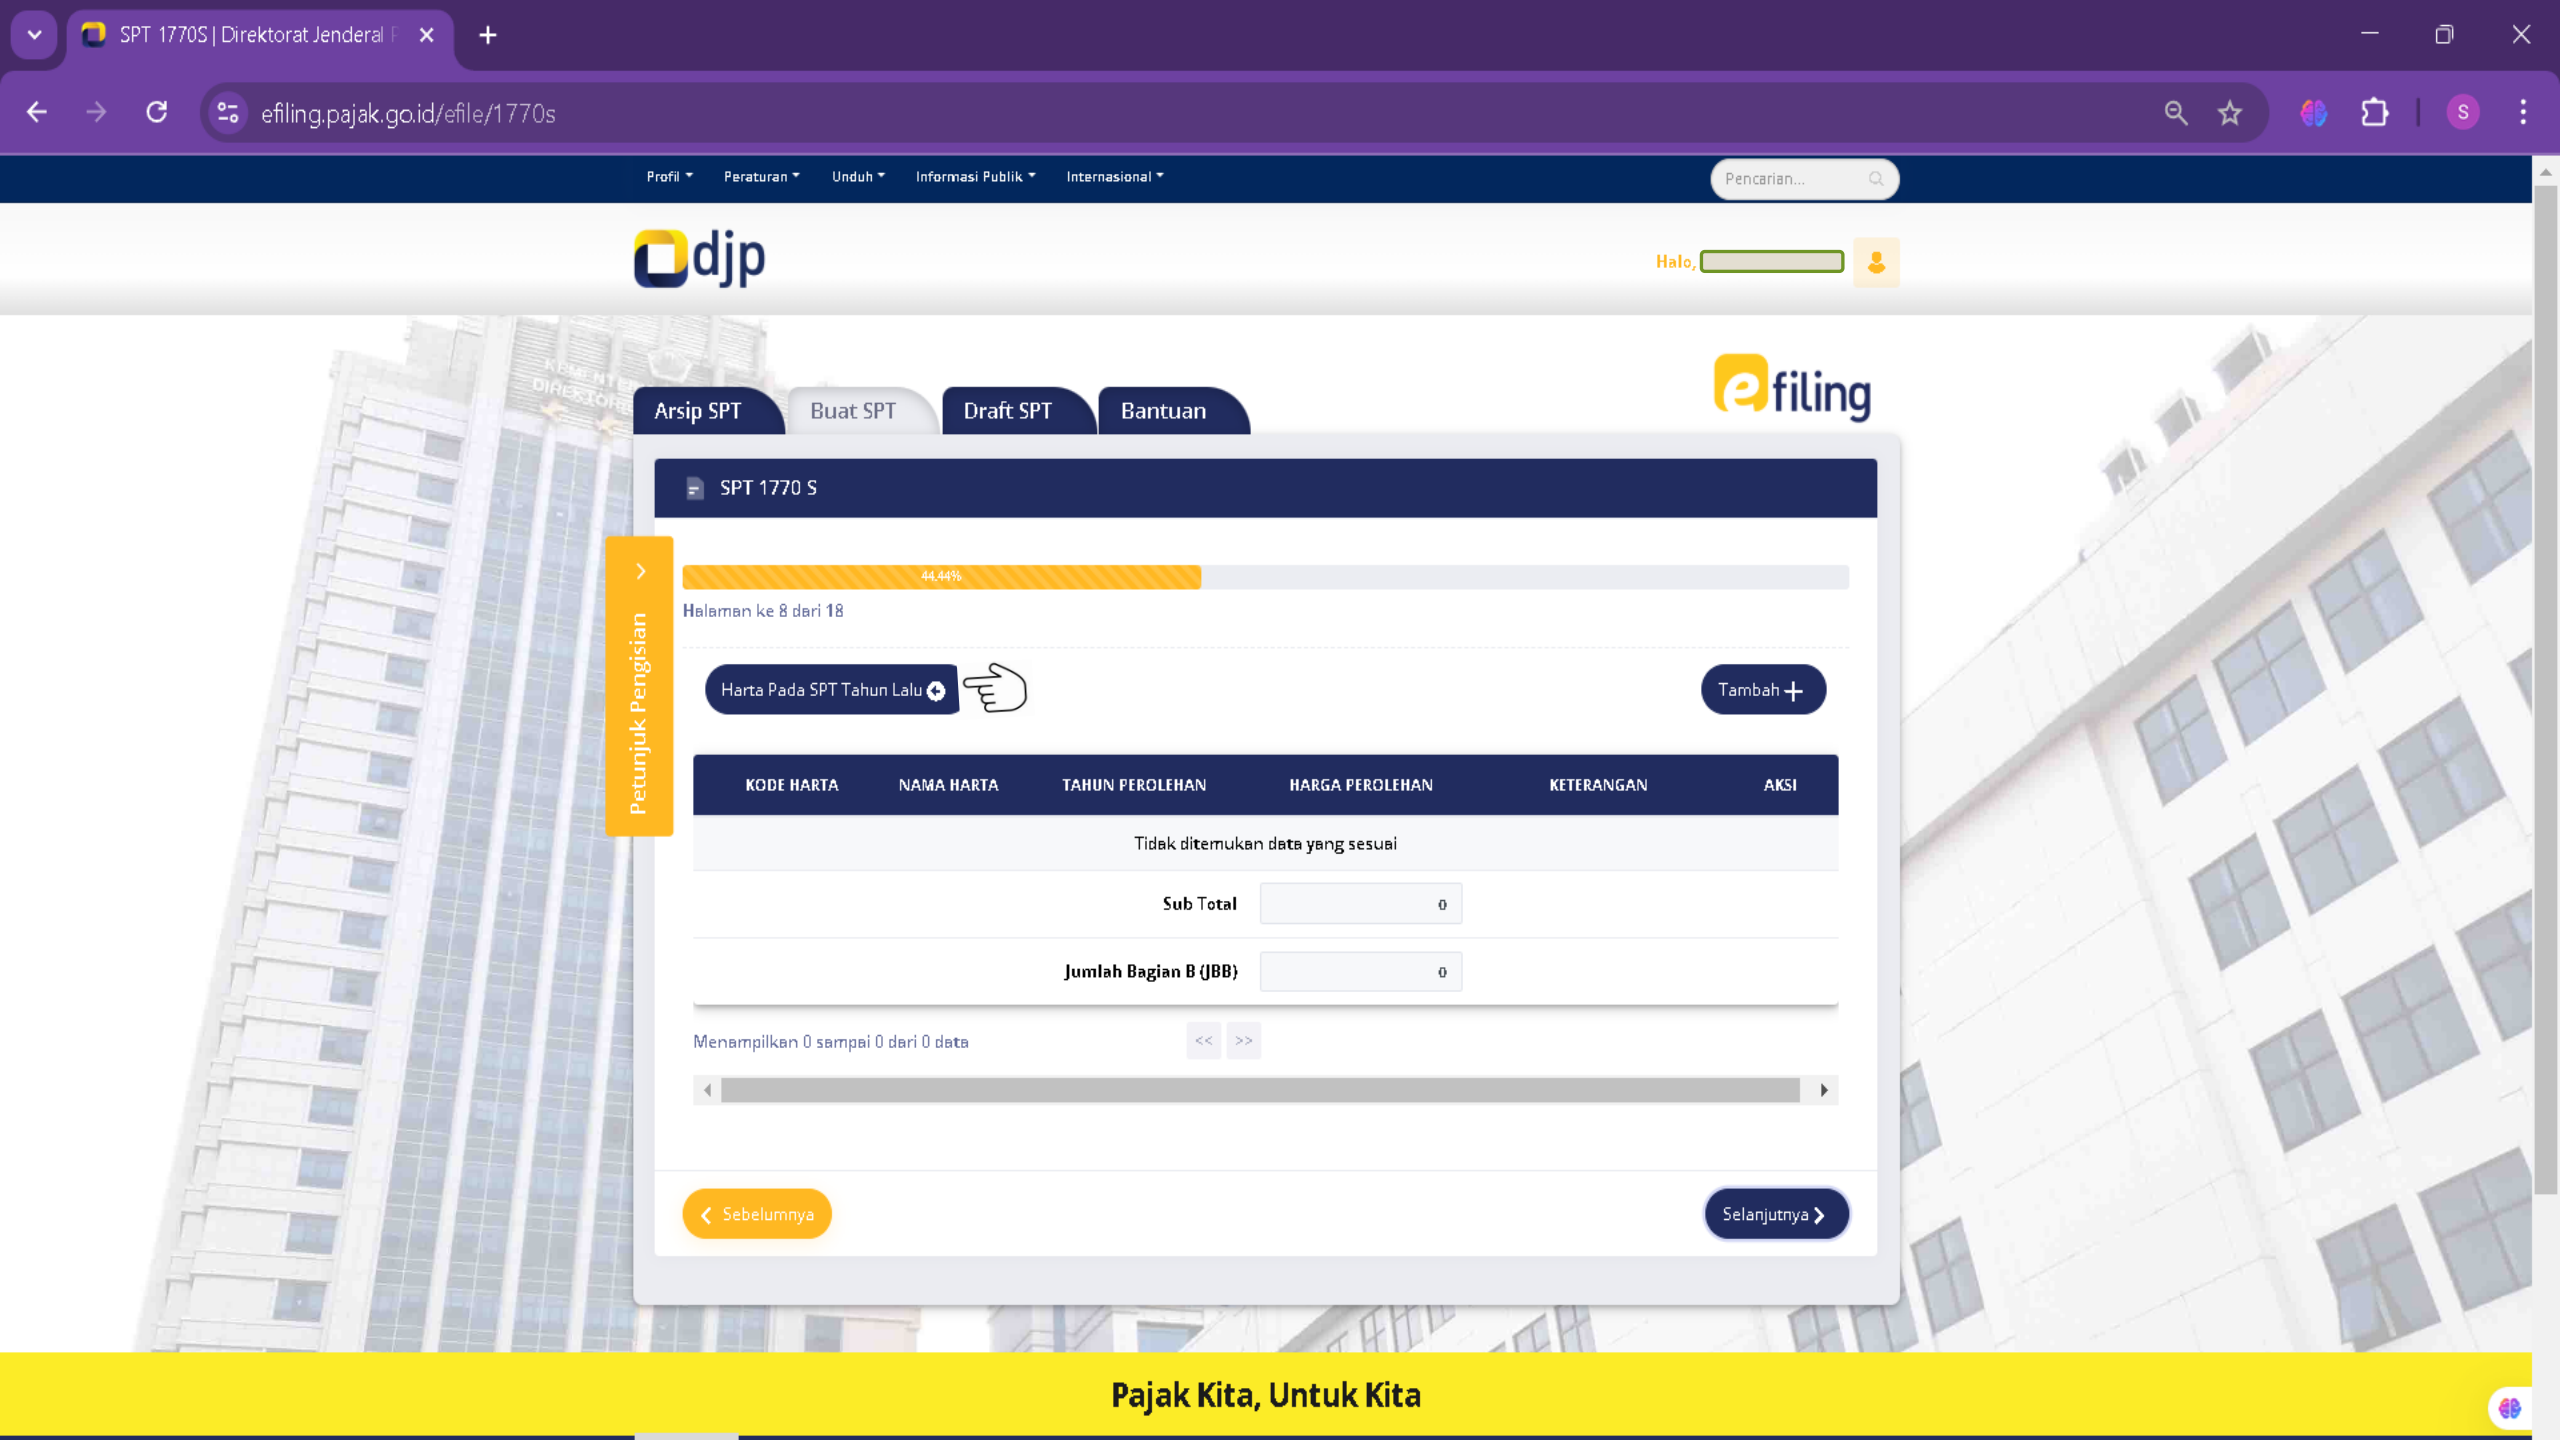 SPT 1770S | Direktorat Jenderal P
efiling.pajak.go.id/efile/1770s
S
Profil
Peraturan
Unduh
Informasi Publik
Internasional
Pencarian...
djp
Halo,
KEMENTE
DIREKTOR
Arsip SPT
Buat SPT
Draft SPT
Bantuan
efiling
SPT 1770 S
Petunjuk Pengisian
44,44%
Halaman ke 8 dari 18
Harta Pada SPT Tahun Lalu
Tambah +
KODE HARTA NAMA HARTA TAHUN PEROLEHAN HARGA PEROLEHAN KETERANGAN AKSI
Tidak ditemukan data yang sesuai
Sub Total 0
Jumlah Bagian B (JBB) 0
Menampilkan 0 sampai 0 dari 0 data << >>
Sebelumnya
Selanjutnya
Pajak Kita, Untuk Kita